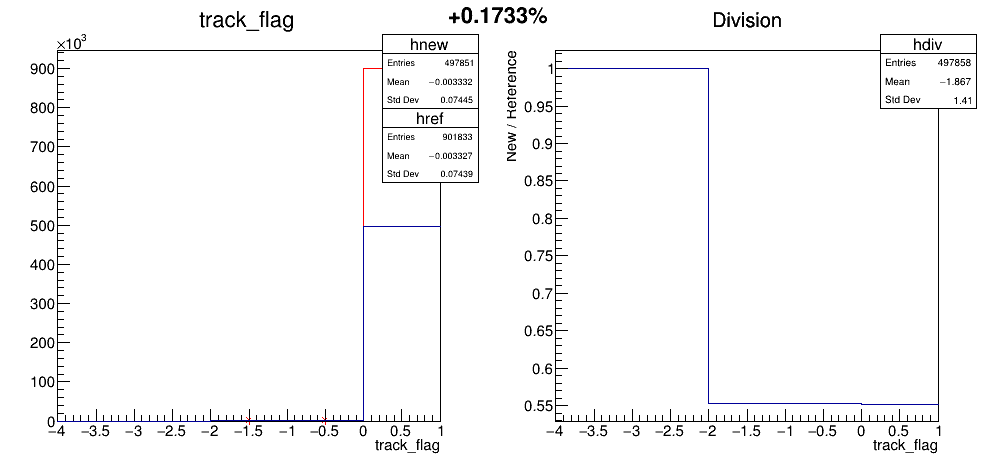 track_flag
+0.1733%
Division
×10³
hnew
Entries 497851
Mean −0.003332
Std Dev 0.07445
href
Entries 901833
Mean −0.003327
Std Dev 0.07439
900
800
700
600
500
400
300
200
100
0
−4 −3.5 −3 −2.5 −2 −1.5 −1 −0.5 0 0.5 1
track_flag
hdiv
Entries 497858
Mean −1.867
Std Dev 1.41
New / Reference
1
0.95
0.9
0.85
0.8
0.75
0.7
0.65
0.6
0.55
−4 −3.5 −3 −2.5 −2 −1.5 −1 −0.5 0 0.5 1
track_flag